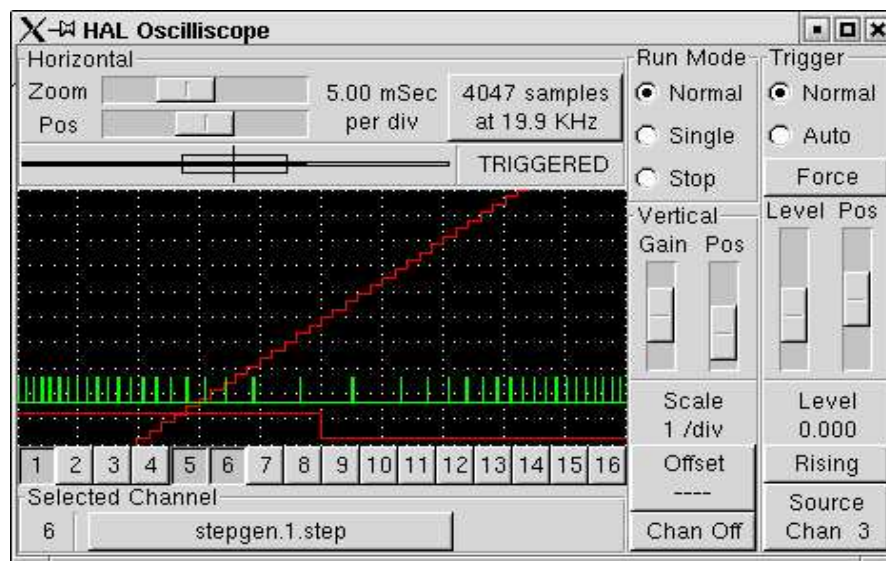 HAL Oscilliscope
Horizontal
Zoom
Pos
5.00 mSec
per div
4047 samples
at 19.9 KHz
TRIGGERED
Run Mode
Normal
Single
Stop
Trigger
Normal
Auto
Force
Vertical
Gain Pos
Level Pos
Scale
1 /div
Offset
----
Chan Off
Level
0.000
Rising
Source
Chan 3
1 2 3 4 5 6 7 8 9 10 11 12 13 14 15 16
Selected Channel
6
stepgen.1.step